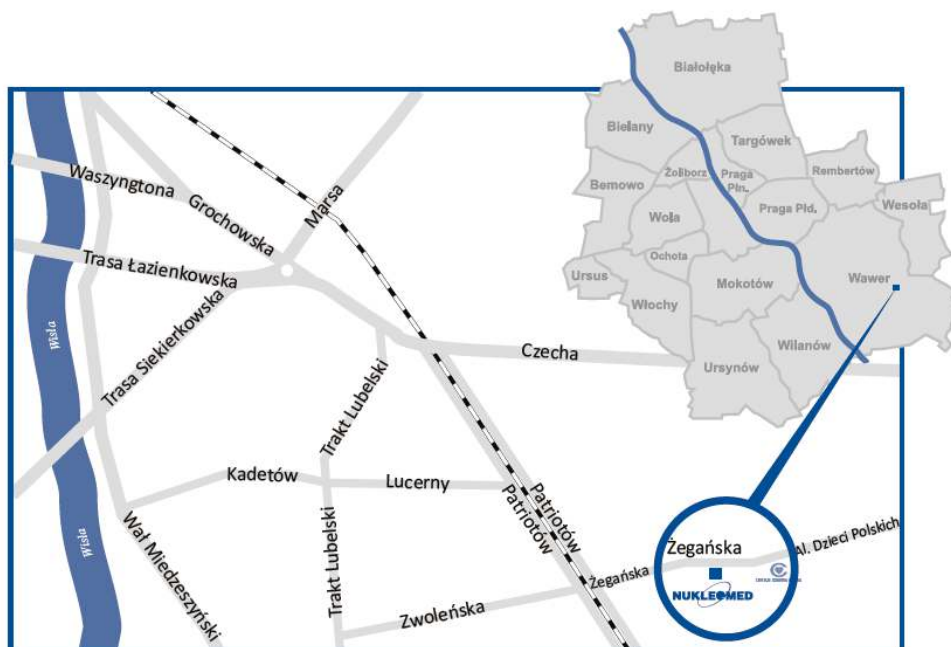 Białołęka
Bielany
Targówek
Żoliborz
Praga
Płn.
Rembertów
Bemowo
Wesoła
Wola
Praga Płd.
Ochota
Ursus
Mokotów
Wawer
Włochy
Wilanów
Ursynów
Waszyngtona
Grochowska
Marsa
Trasa Łazienkowska
Wisła
Trasa Siekierkowska
Czecha
Trakt Lubelski
Kadetów
Lucerny
Patriotów
Patriotów
Wisła
Wał Miedzeszyński
Trakt Lubelski
Zwoleńska
Żegańska
Żegańska
Al. Dzieci Polskich
NUKLEOMED